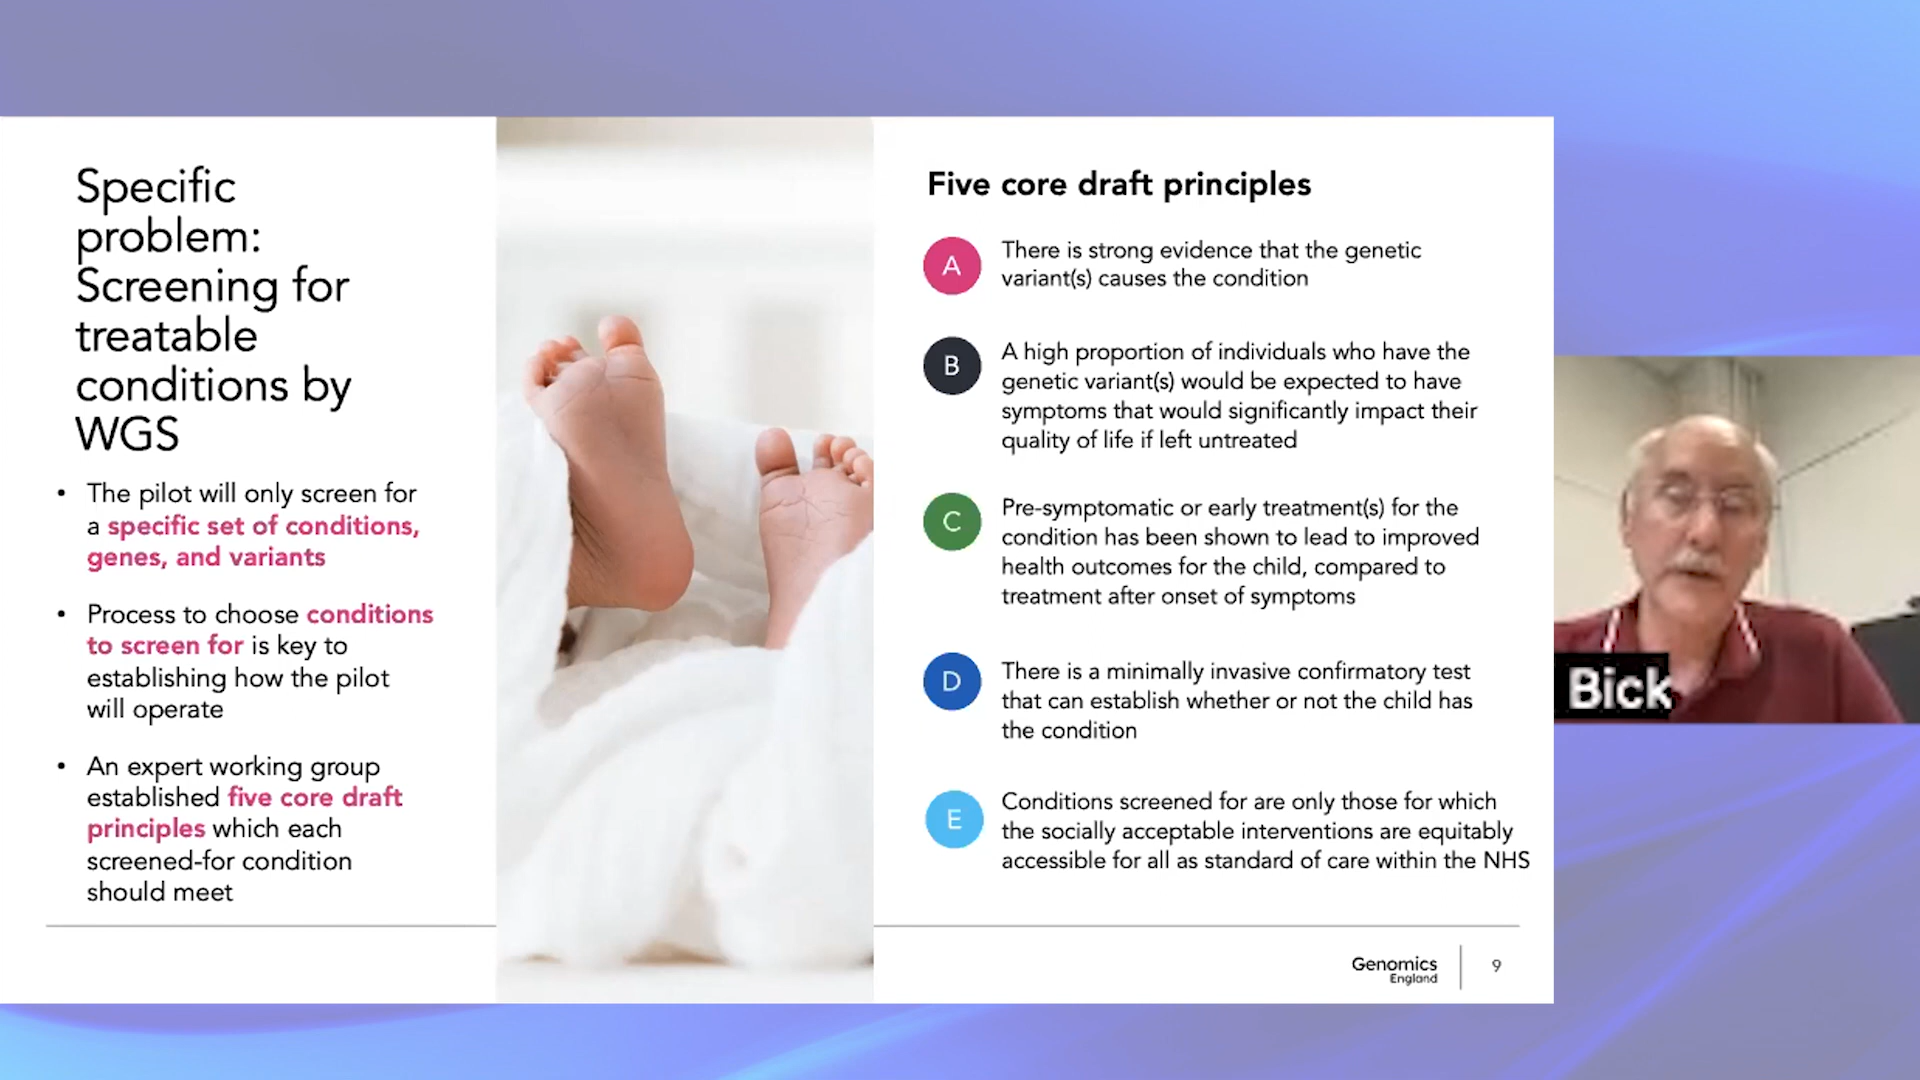 Specific
problem:
Screening for
treatable
conditions by
WGS
• The pilot will only screen for
a specific set of conditions,
genes, and variants
• Process to choose conditions
to screen for is key to
establishing how the pilot
will operate
• An expert working group
established five core draft
principles which each
screened-for condition
should meet
Five core draft principles
A
There is strong evidence that the genetic
variant(s) causes the condition
B
A high proportion of individuals who have the
genetic variant(s) would be expected to have
symptoms that would significantly impact their
quality of life if left untreated
C
Pre-symptomatic or early treatment(s) for the
condition has been shown to lead to improved
health outcomes for the child, compared to
treatment after onset of symptoms
D
There is a minimally invasive confirmatory test
that can establish whether or not the child has
the condition
E
Conditions screened for are only those for which
the socially acceptable interventions are equitably
accessible for all as standard of care within the NHS
Genomics
England
9
Bick